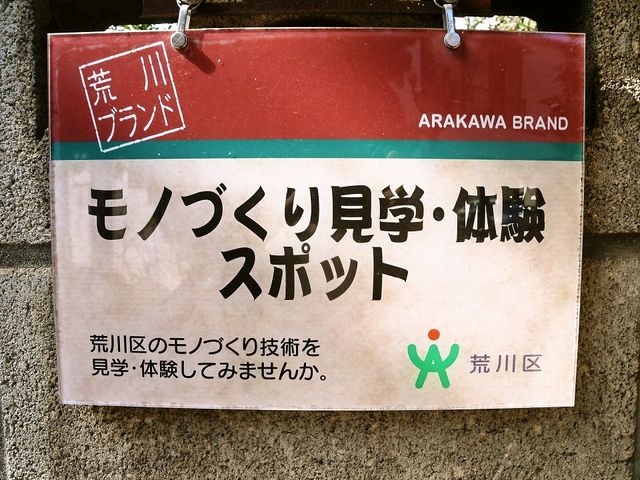 荒川
ブランド
ARAKAWA BRAND
モノづくり見学・体験
スポット
荒川区のモノづくり技術を
見学・体験してみませんか。
荒川区